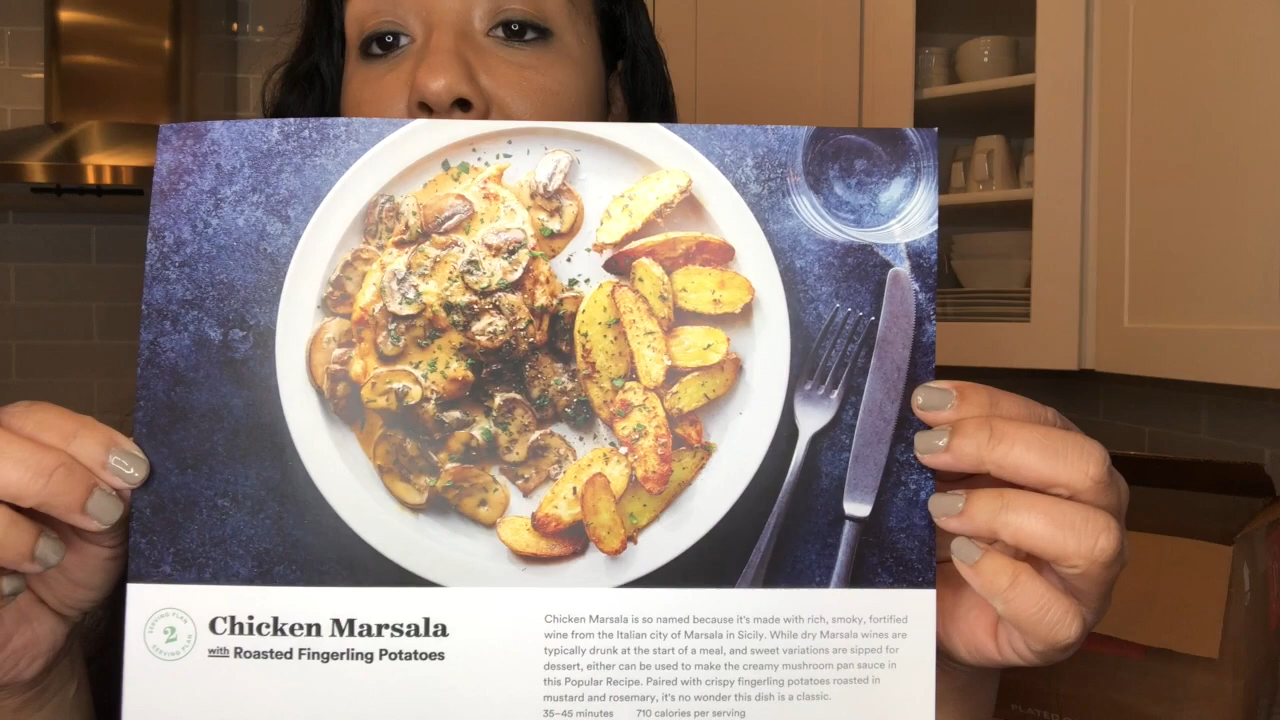 SERVING PLAN
2
SERVING PLAN
Chicken Marsala
with Roasted Fingerling Potatoes
Chicken Marsala is so named because it's made with rich, smoky, fortified
wine from the Italian city of Marsala in Sicily. While dry Marsala wines are
typically drunk at the start of a meal, and sweet variations are sipped for
dessert, either can be used to make the creamy mushroom pan sauce in
this Popular Recipe. Paired with crispy fingerling potatoes roasted in
mustard and rosemary, it's no wonder this dish is a classic.
35–45 minutes 710 calories per serving
PLATED